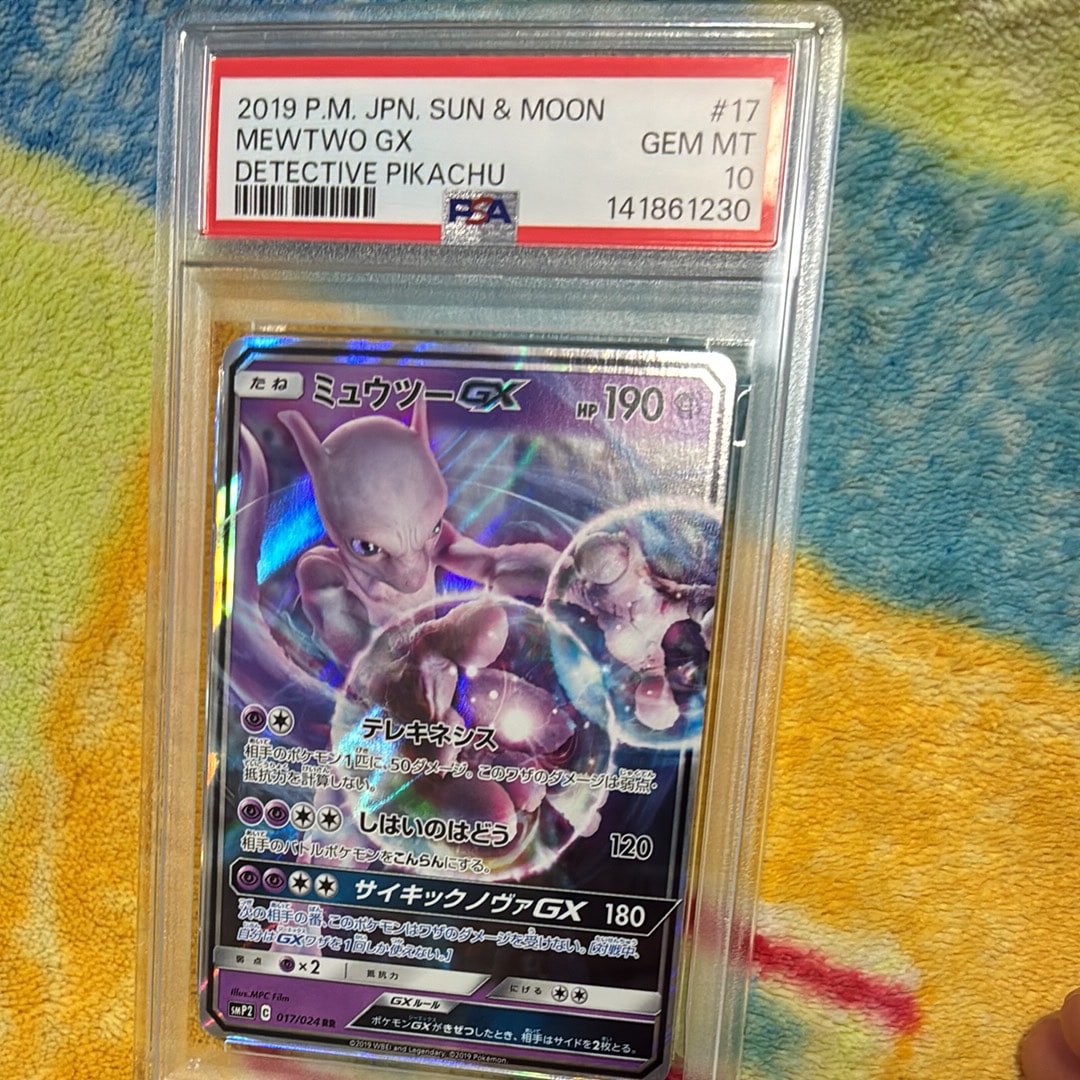 2019 P.M. JPN. SUN & MOON #17
MEWTWO GX GEM MT
DETECTIVE PIKACHU 10
PSA 141861230
たね ミュウツーGX HP 190
テレキネシス
相手のポケモン1匹に、50ダメージ。このワザのダメージは弱点・
抵抗力を計算しない。
しはいのはどう 120
相手のバトルポケモンをこんらんにする。
サイキックノヴァGX 180
次の相手の番、このポケモンはワザのダメージを受けない。[対戦中、
自分はGXワザを1回しか使えない。]
弱点 ×2 抵抗力 にげる
Illus.MPC Film
GXルール
SMP2 C 017/024 RR ポケモンGXがきぜつしたとき、相手はサイドを2枚とる。
©2019 WBEI and Legendary. ©2019 Pokémon.